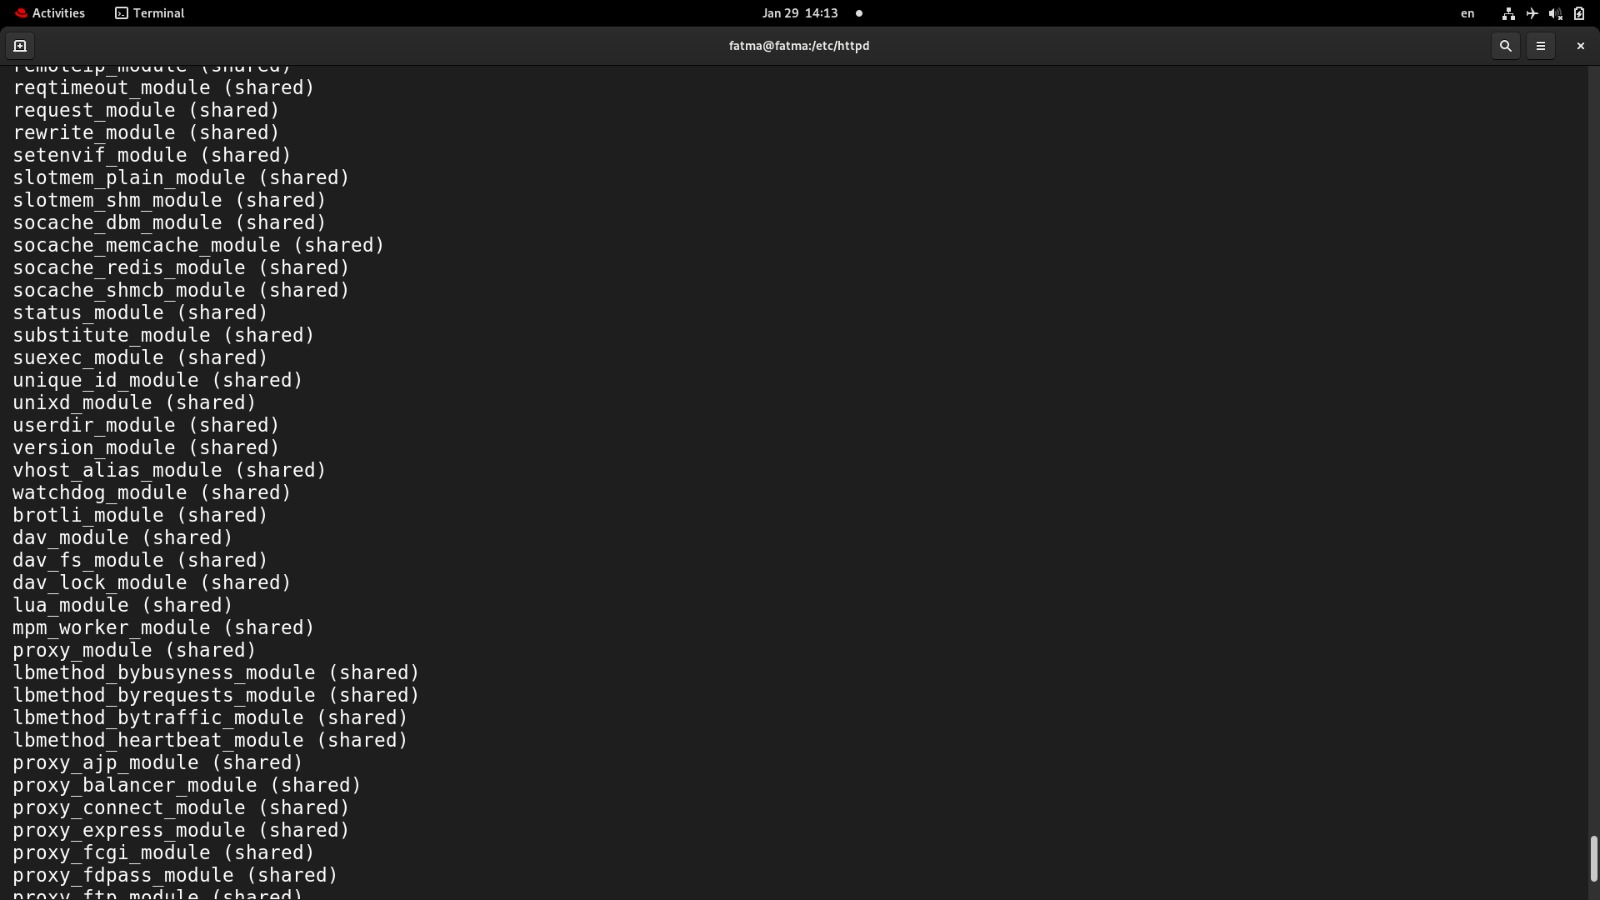 Activities
Terminal
Jan 29 14:13
en
fatma@fatma:/etc/httpd
remoteip_module (shared)
reqtimeout_module (shared)
request_module (shared)
rewrite_module (shared)
setenvif_module (shared)
slotmem_plain_module (shared)
slotmem_shm_module (shared)
socache_dbm_module (shared)
socache_memcache_module (shared)
socache_redis_module (shared)
socache_shmcb_module (shared)
status_module (shared)
substitute_module (shared)
suexec_module (shared)
unique_id_module (shared)
unixd_module (shared)
userdir_module (shared)
version_module (shared)
vhost_alias_module (shared)
watchdog_module (shared)
brotli_module (shared)
dav_module (shared)
dav_fs_module (shared)
dav_lock_module (shared)
lua_module (shared)
mpm_worker_module (shared)
proxy_module (shared)
lbmethod_bybusyness_module (shared)
lbmethod_byrequests_module (shared)
lbmethod_bytraffic_module (shared)
lbmethod_heartbeat_module (shared)
proxy_ajp_module (shared)
proxy_balancer_module (shared)
proxy_connect_module (shared)
proxy_express_module (shared)
proxy_fcgi_module (shared)
proxy_fdpass_module (shared)
proxy_ftp_module (shared)